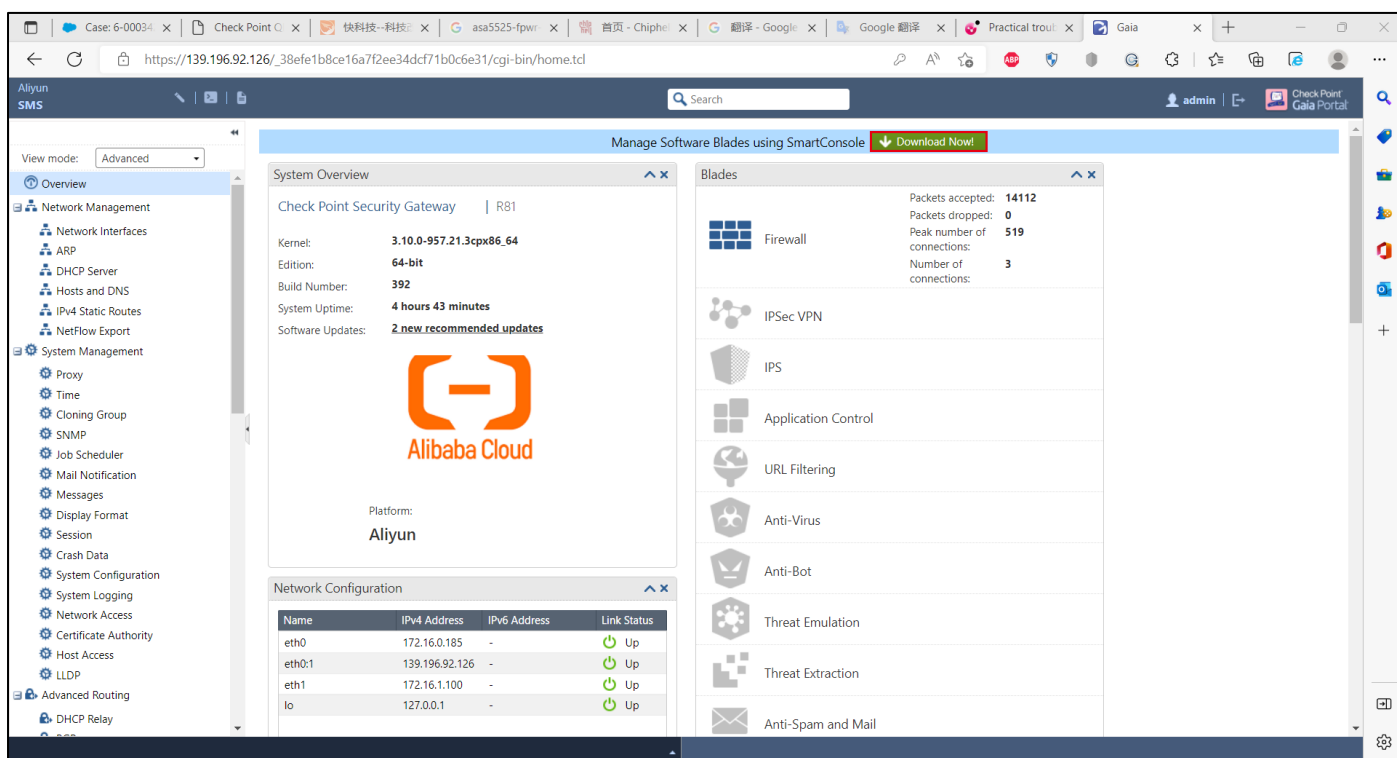 Case: 6-00034
Check Point Q
快科技--科技
asa5525-fpwr-
首页 - Chiphel
翻译 - Google
Google 翻译
Practical troub
Gaia
https://139.196.92.126/_38efe1b8ce16a7f2ee34dcf71b0c6e31/cgi-bin/home.tcl
ABP
Aliyun
SMS
Search
admin
Check Point
Gaia Portal
Manage Software Blades using SmartConsole
Download Now!
View mode: Advanced
Overview
Network Management
Network Interfaces
ARP
DHCP Server
Hosts and DNS
IPv4 Static Routes
NetFlow Export
System Management
Proxy
Time
Cloning Group
SNMP
Job Scheduler
Mail Notification
Messages
Display Format
Session
Crash Data
System Configuration
System Logging
Network Access
Certificate Authority
Host Access
LLDP
Advanced Routing
DHCP Relay
System Overview
Check Point Security Gateway | R81
Kernel: 3.10.0-957.21.3cpx86_64
Edition: 64-bit
Build Number: 392
System Uptime: 4 hours 43 minutes
Software Updates: 2 new recommended updates
Alibaba Cloud
Platform:
Aliyun
Network Configuration
Name IPv4 Address IPv6 Address Link Status
eth0 172.16.0.185 - Up
eth0:1 139.196.92.126 - Up
eth1 172.16.1.100 - Up
lo 127.0.0.1 - Up
Blades
Firewall
Packets accepted: 14112
Packets dropped: 0
Peak number of 519
connections:
Number of 3
connections:
IPSec VPN
IPS
Application Control
URL Filtering
Anti-Virus
Anti-Bot
Threat Emulation
Threat Extraction
Anti-Spam and Mail